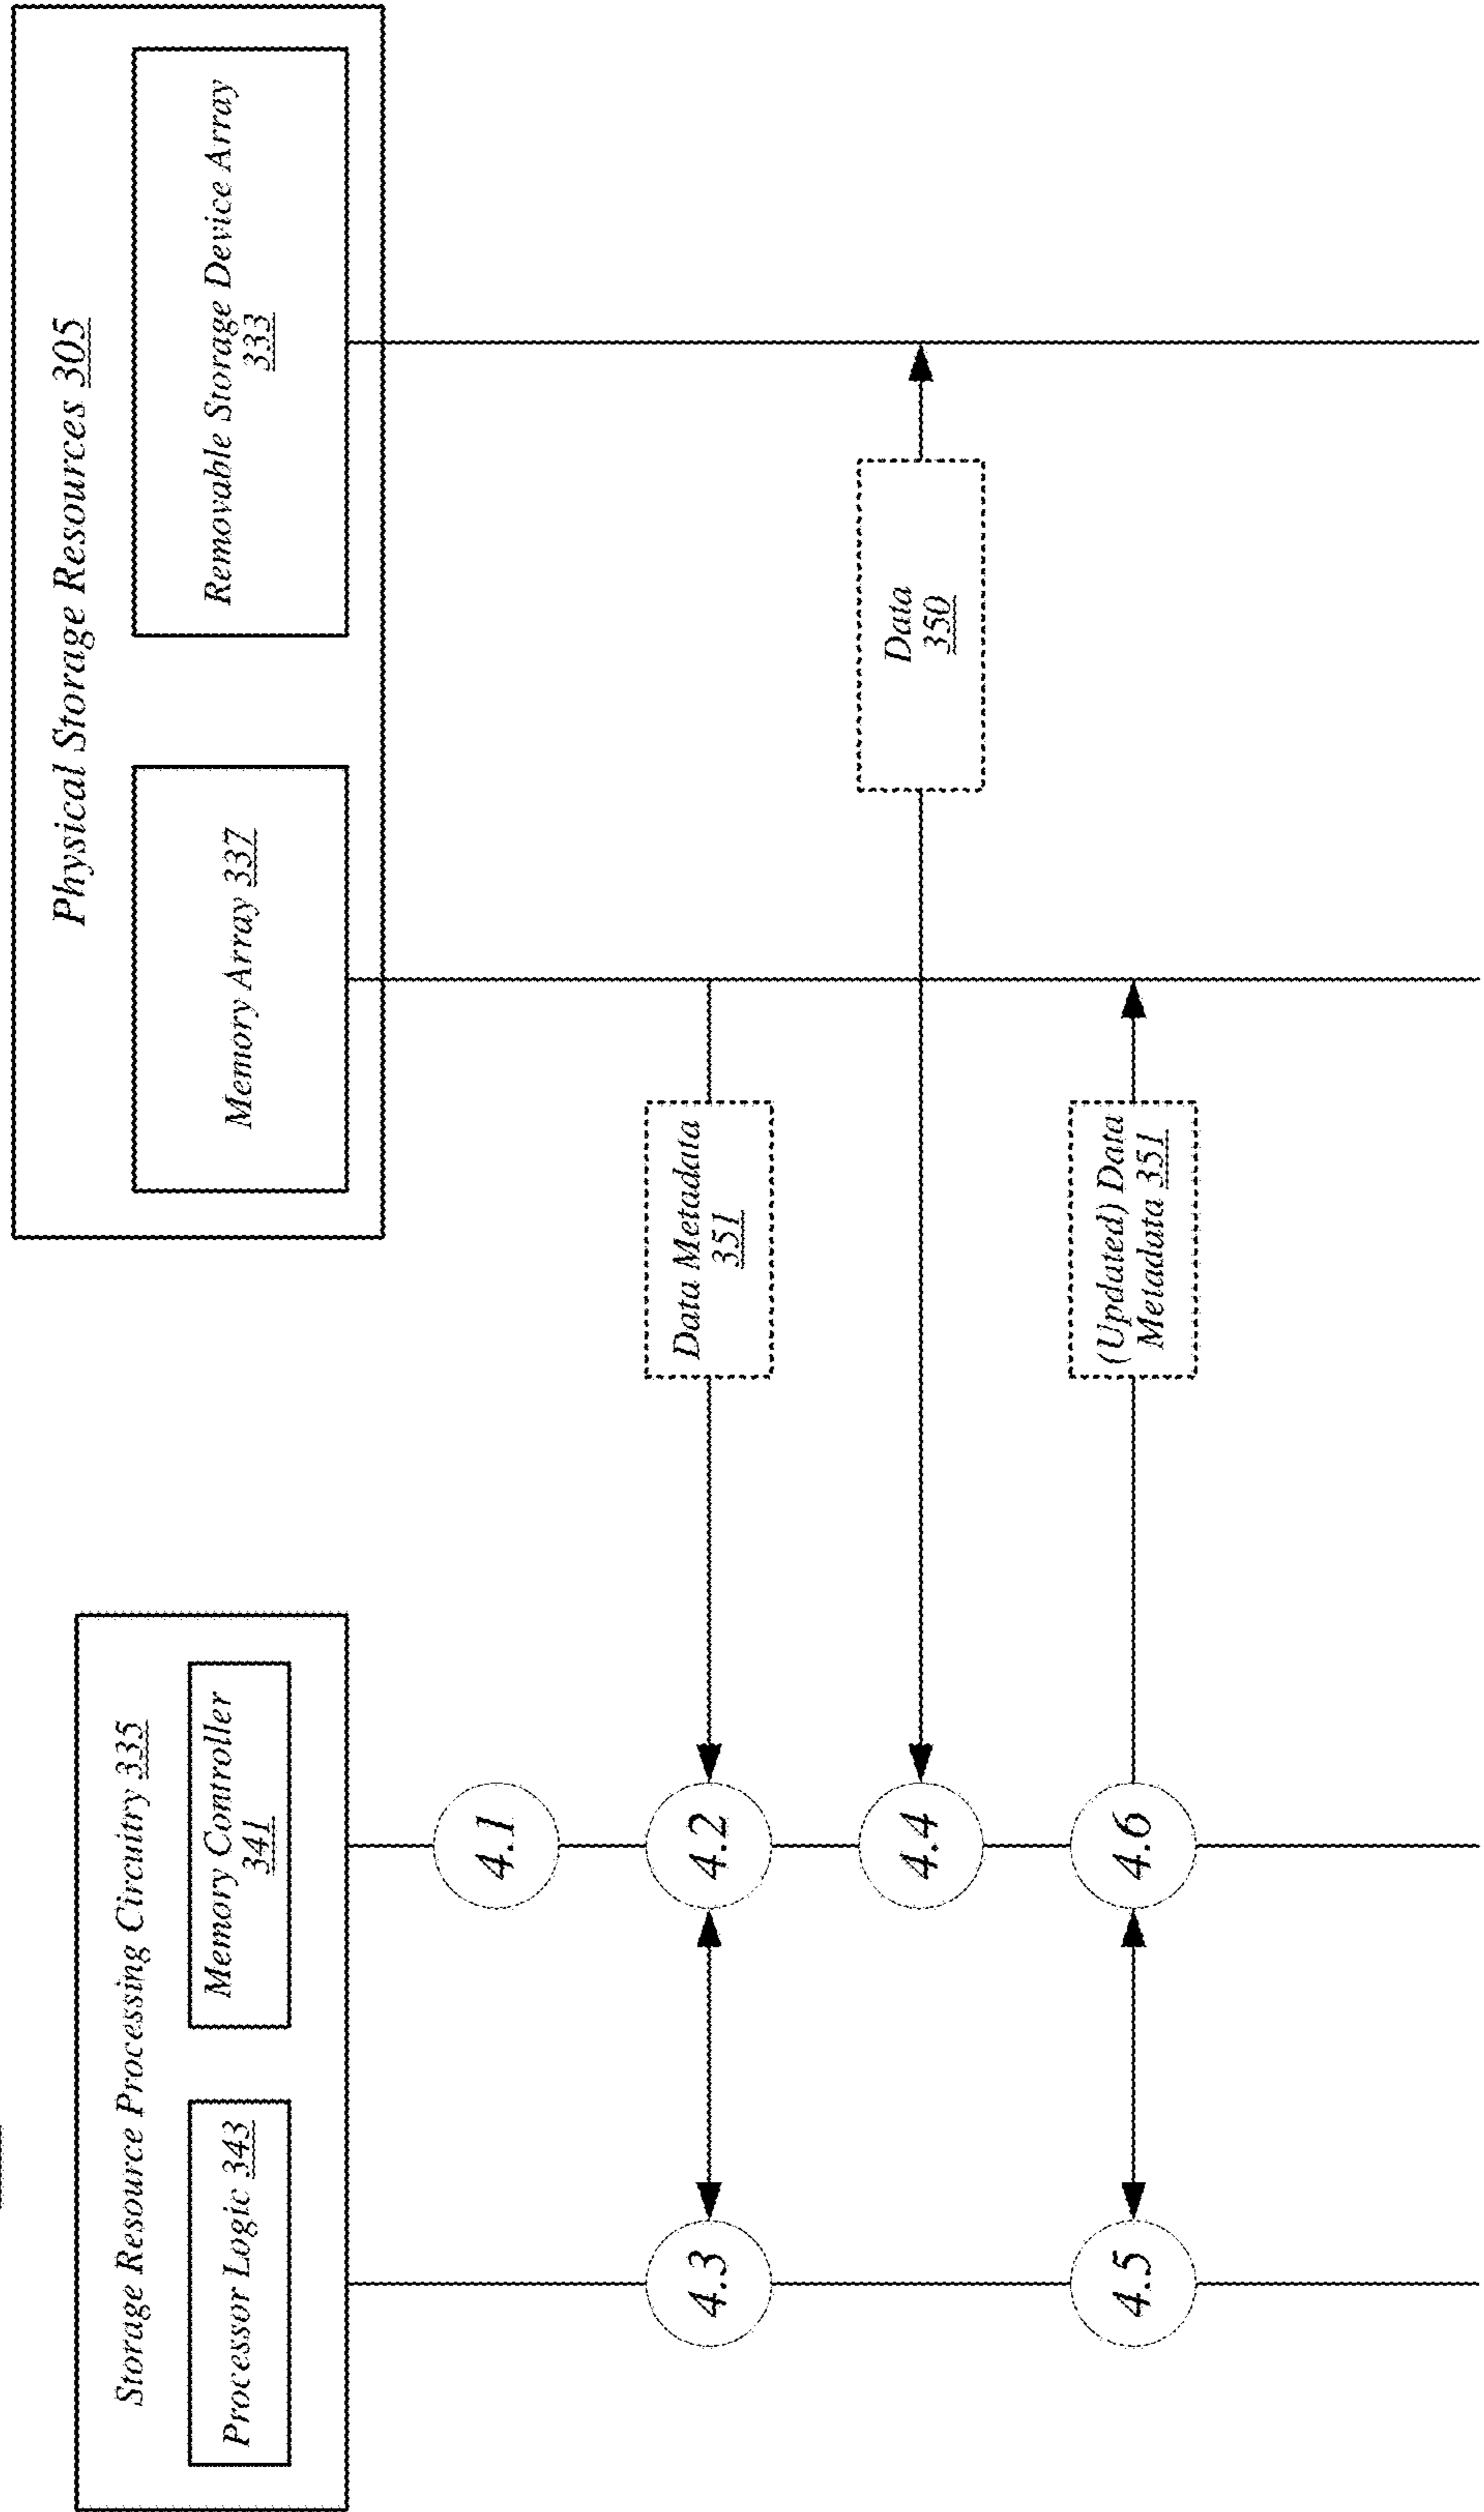 Storage Resource Processing Circuitry 335
Processor Logic 343
Memory Controller
341
Physical Storage Resources 305
Memory Array 337
Removable Storage Device Array
333
4.1
4.3
4.2
Data Metadata
351
4.4
Data
350
4.5
4.6
(Updated) Data
Metadata 351